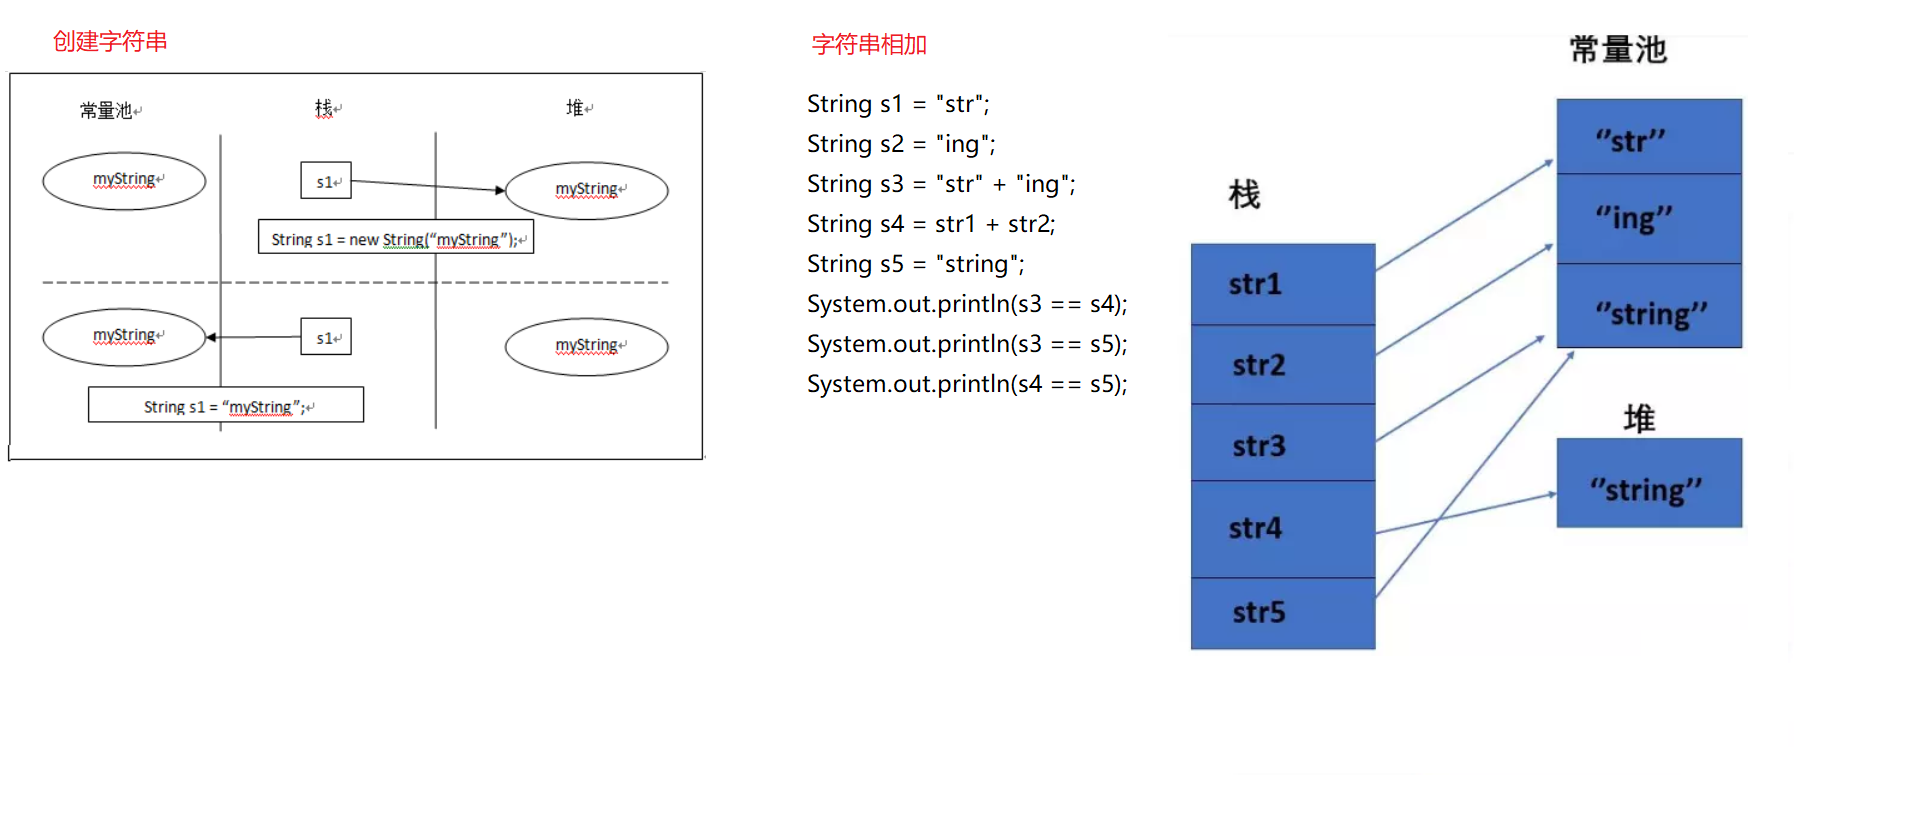 创建字符串
常量池
栈
堆
myString
s1
myString
String s1 = new String(“myString”);
myString
s1
myString
String s1 = “myString”;
字符串相加
String s1 = "str";
String s2 = "ing";
String s3 = "str" + "ing";
String s4 = str1 + str2;
String s5 = "string";
System.out.println(s3 == s4);
System.out.println(s3 == s5);
System.out.println(s4 == s5);
栈
str1
str2
str3
str4
str5
常量池
“str”
“ing”
“string”
堆
“string”